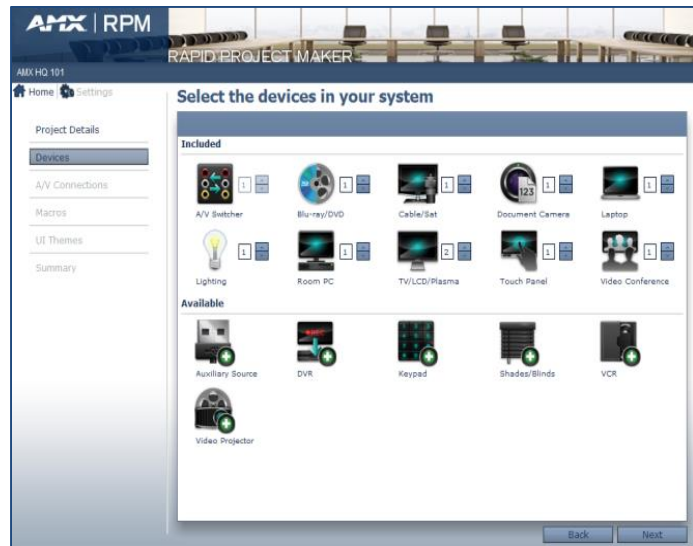 AMX | RPM
RAPID PROJECT MAKER
AMX HQ 101
Home Settings
Select the devices in your system
Project Details
Devices
A/V Connections
Macros
UI Themes
Summary
Included
1 1 1 123 1 1
A/V Switcher Blu-ray/DVD Cable/Sat Document Camera Laptop
1 1 2 1 1
Lighting Room PC TV/LCD/Plasma Touch Panel Video Conference
Available
Auxiliary Source DVR Keypad Shades/Blinds VCR
Video Projector
Back Next